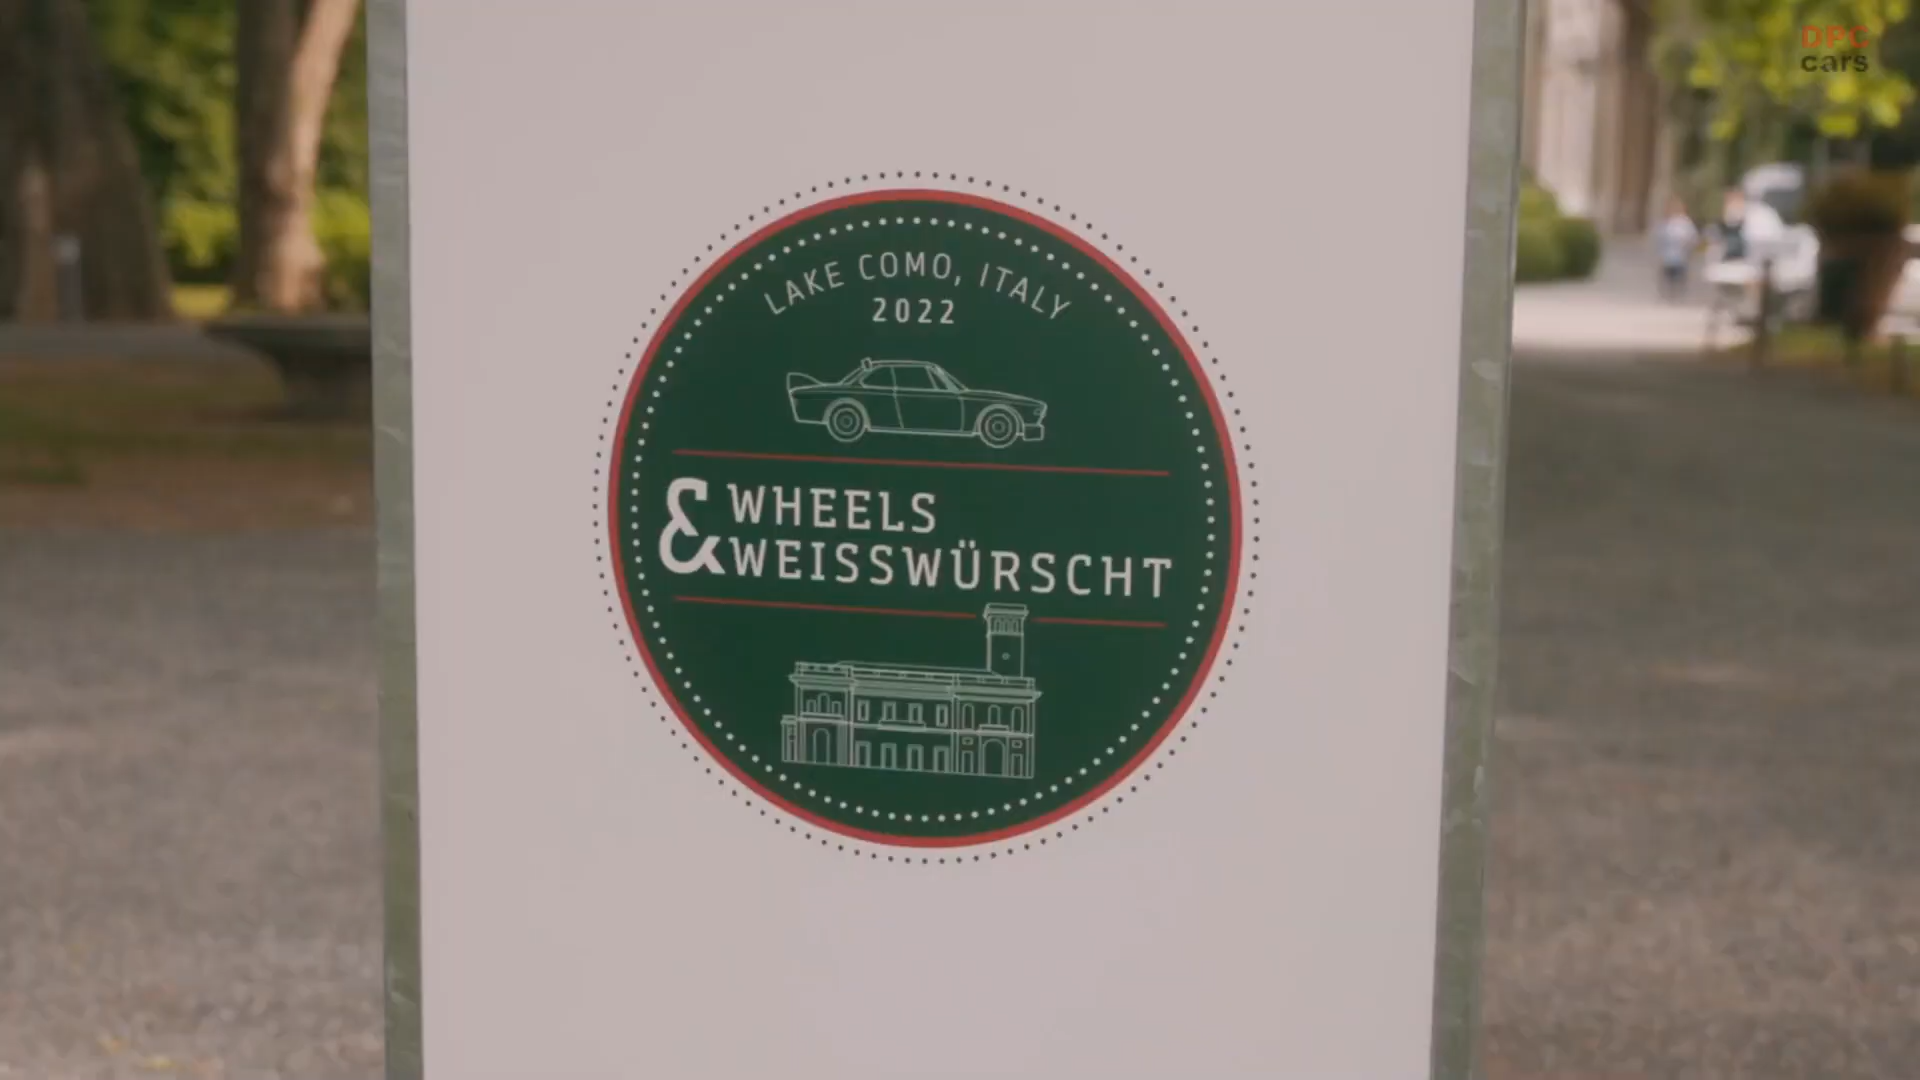 DPC
cars
LAKE COMO, ITALY
2022
& WHEELS
WEISSWÜRSCHT